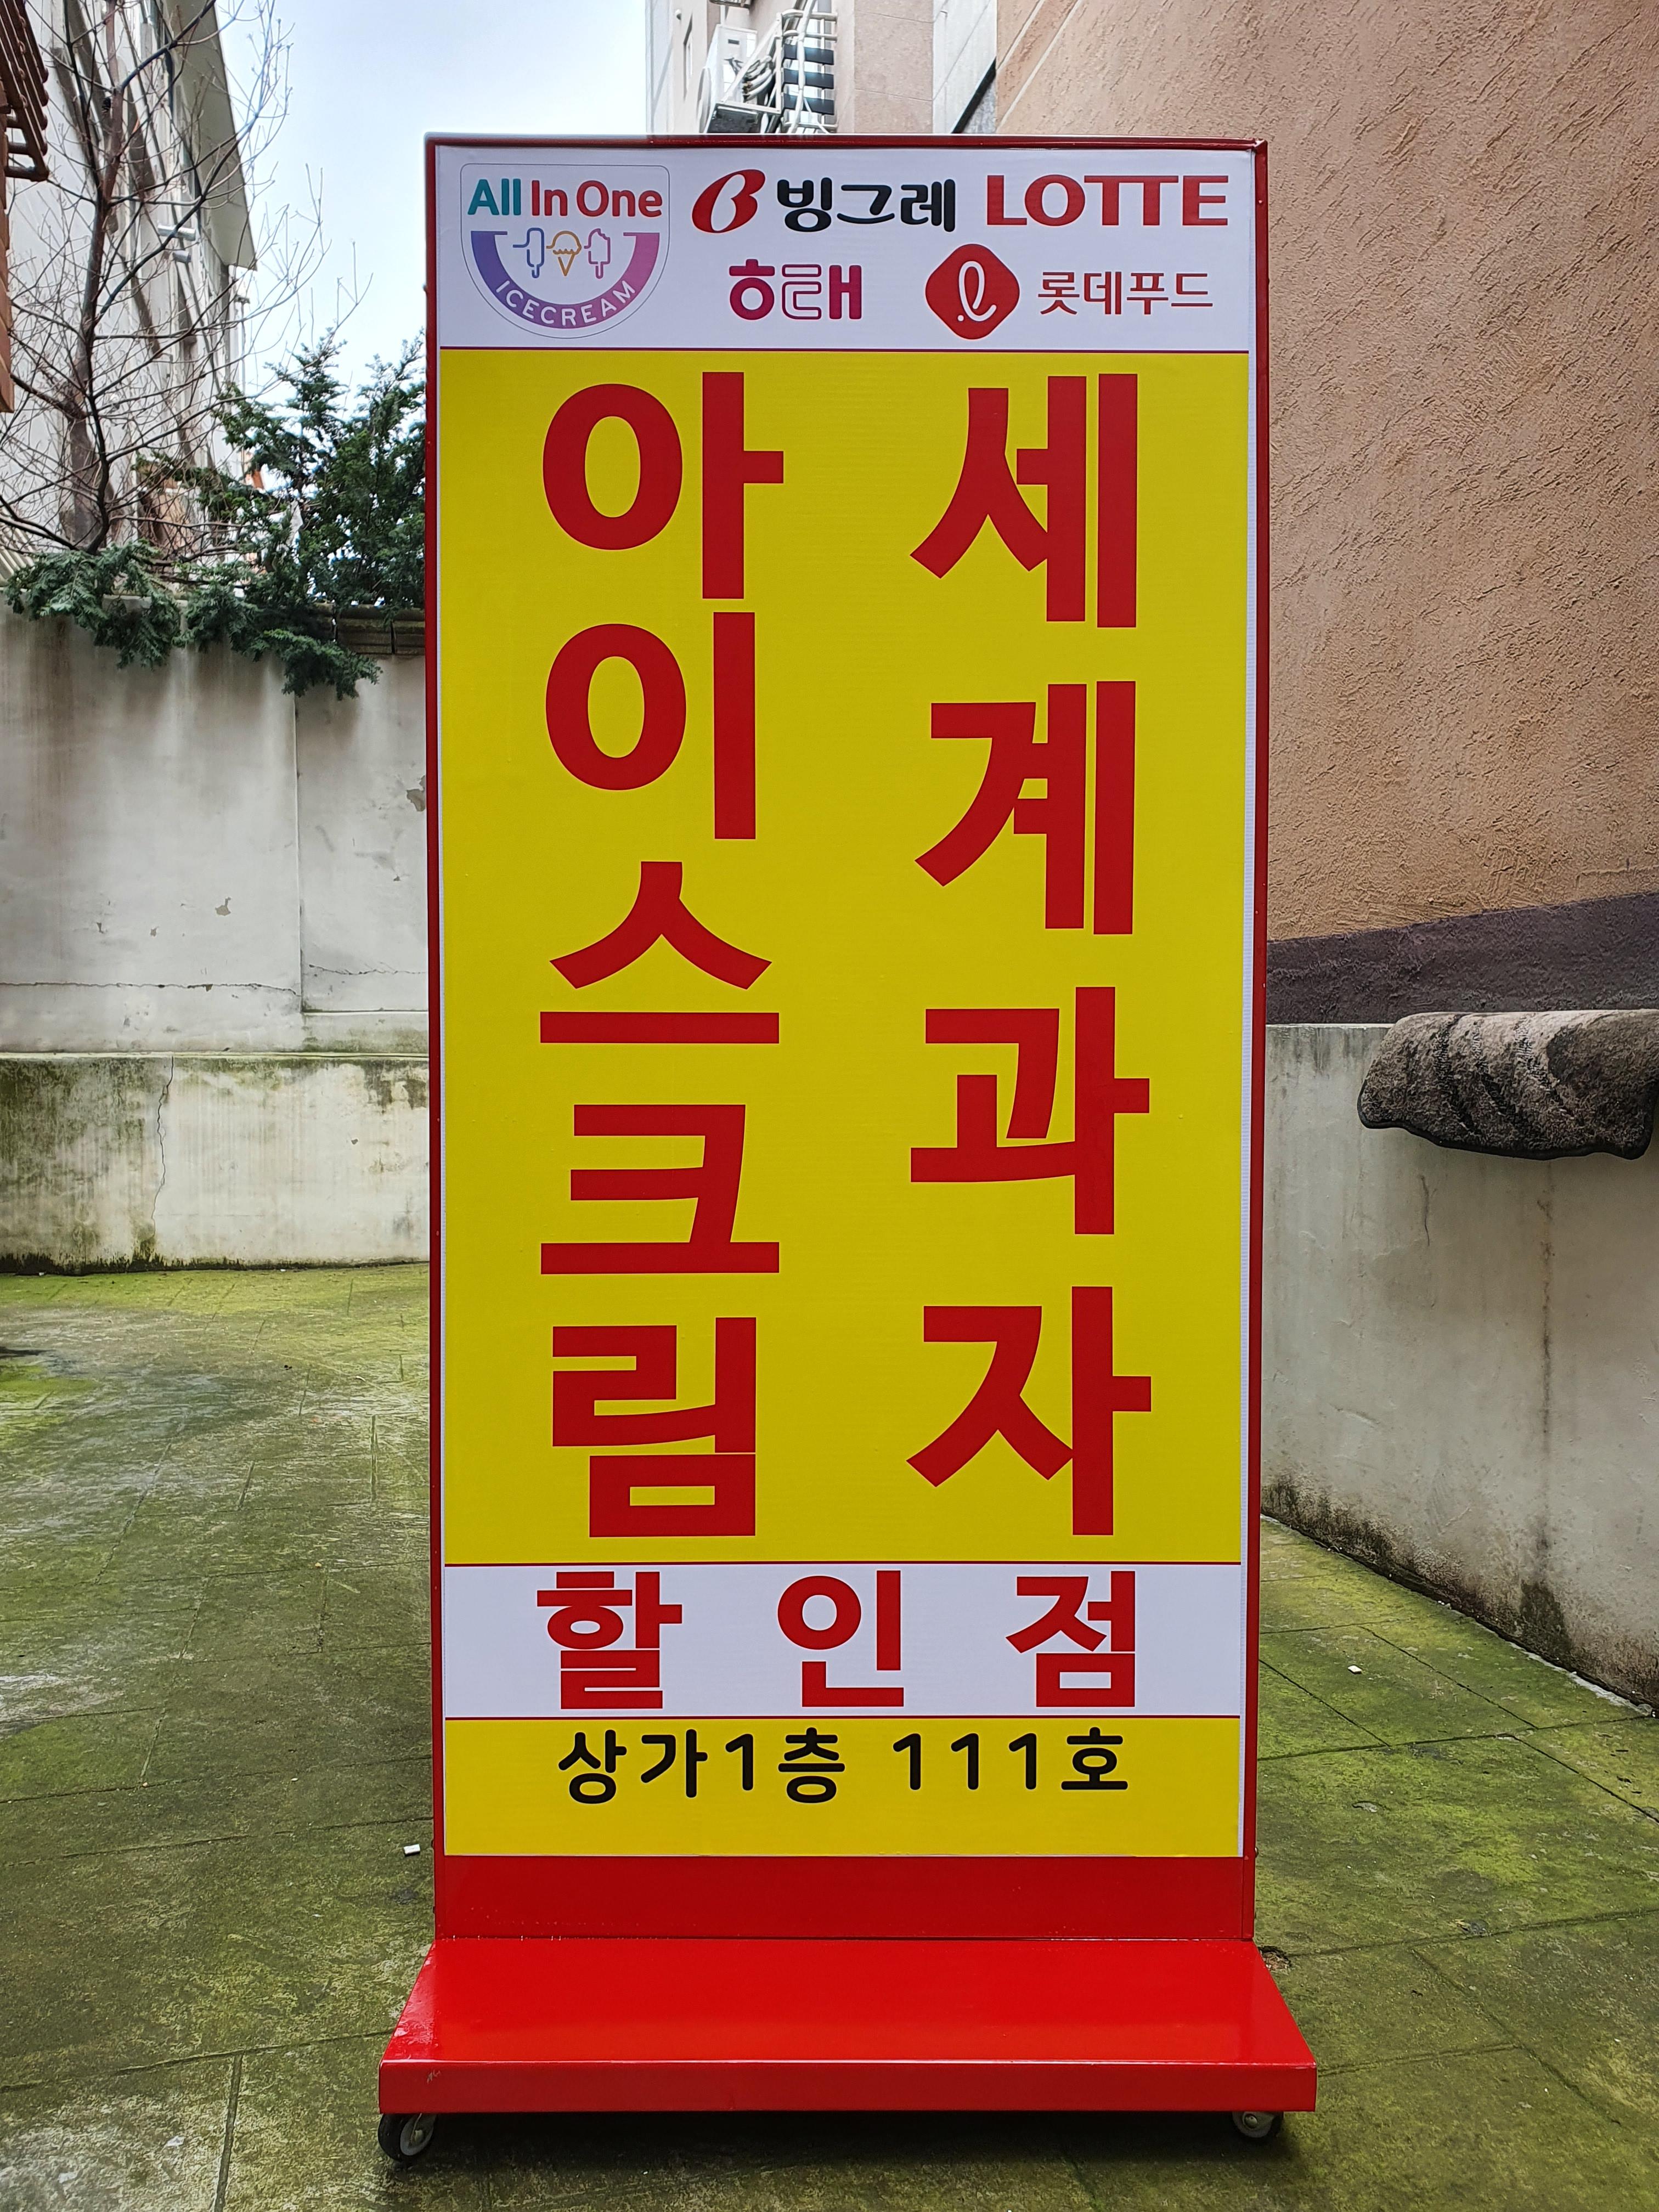 All In One
ICECREAM
빙그레 LOTTE
해태 롯데푸드
아이스크림
세계과자
할인점
상가1층 111호